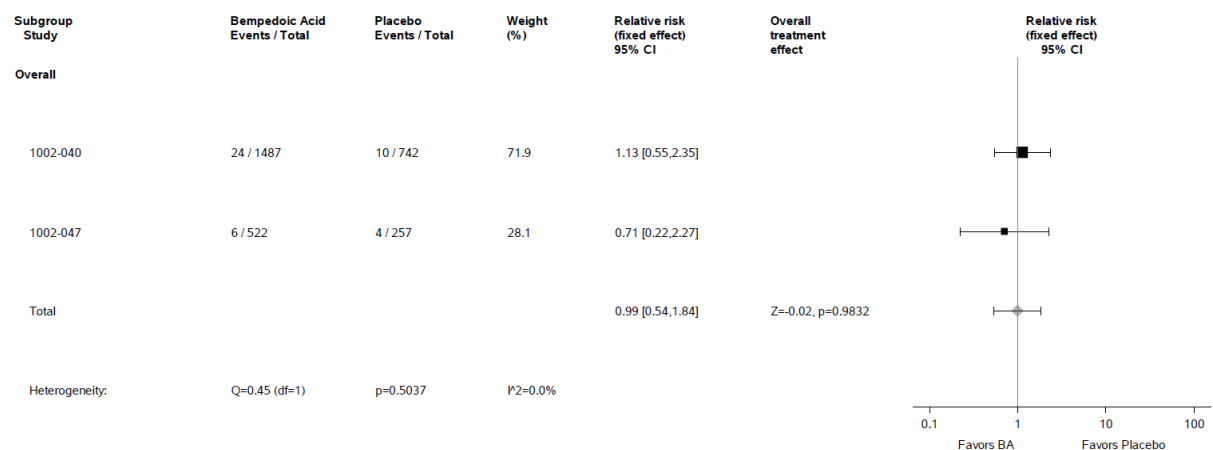 Subgroup Bempedoic Acid Placebo Weight Relative risk Overall Relative risk
Study Events / Total Events / Total (%) (fixed effect) treatment (fixed effect)
95% CI effect 95% CI
Overall
1002-040 24 / 1487 10 / 742 71.9 1.13 [0.55,2.35]
1002-047 6 / 522 4 / 257 28.1 0.71 [0.22,2.27]
Total 0.99 [0.54,1.84] Z=-0.02, p=0.9832
Heterogeneity: Q=0.45 (df=1) p=0.5037 I^2=0.0%
0.1 1 10 100
Favors BA Favors Placebo